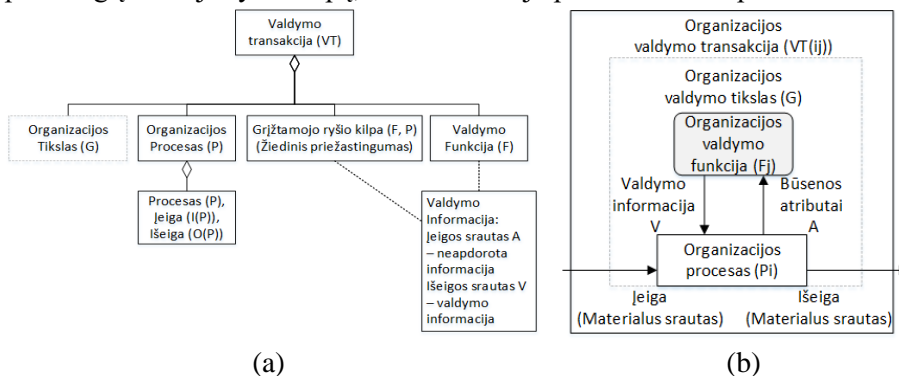 Valdymo
transakcija (VT)
Organizacijos
Tikslas (G)
Organizacijos
Procesas (P)
Grįžtamojo ryšio kilpa (F, P)
(Žiedinis priežastingumas)
Valdymo
Funkcija (F)
Procesas (P),
Įeiga (I(P)),
Išeiga (O(P))
Valdymo
Informacija:
Įeigos srautas A
– neapdorota
informacija
Išeigos srautas V
– valdymo
informacija
(a)
Organizacijos
valdymo transakcija (VT(ij))
Organizacijos
valdymo tikslas (G)
Organizacijos
valdymo
funkcija (Fj)
Valdymo
informacija
V
Būsenos
atributai
A
Organizacijos
procesas (Pi)
Įeiga
(Materialus srautas)
Išeiga
(Materialus srautas)
(b)